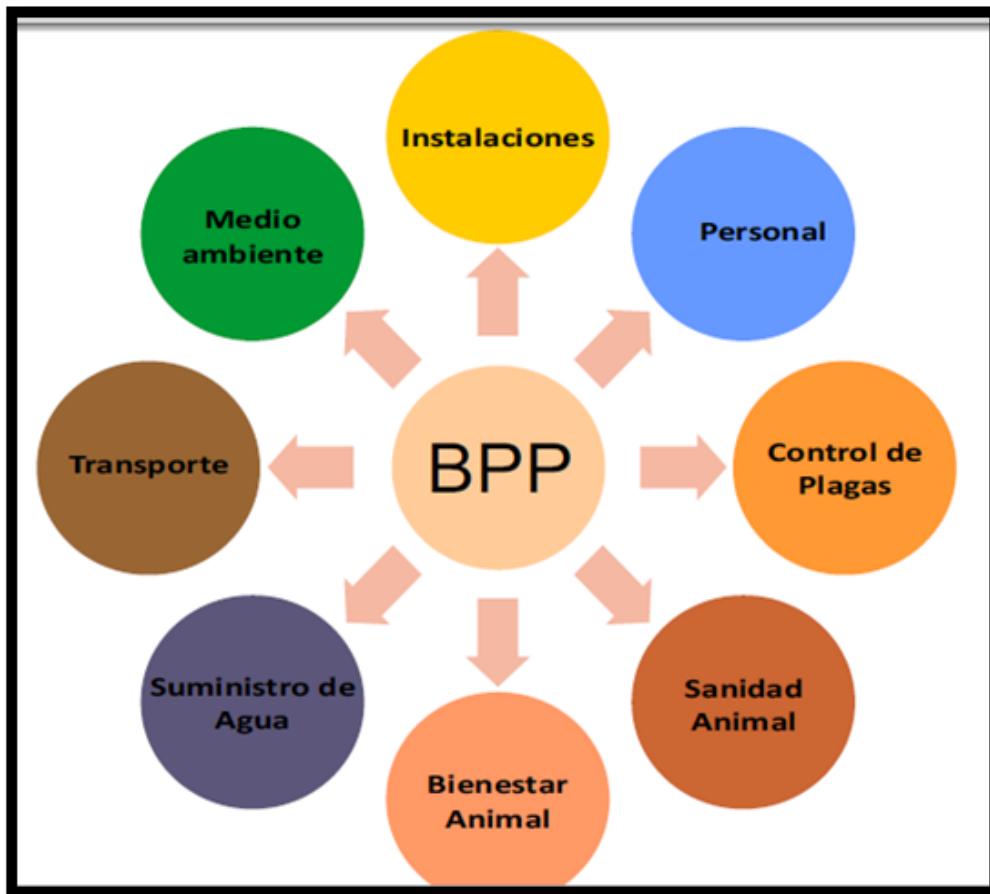 Instalaciones
Personal
Control de
Plagas
Sanidad
Animal
Bienestar
Animal
Suministro de
Agua
Transporte
Medio
ambiente
BPP